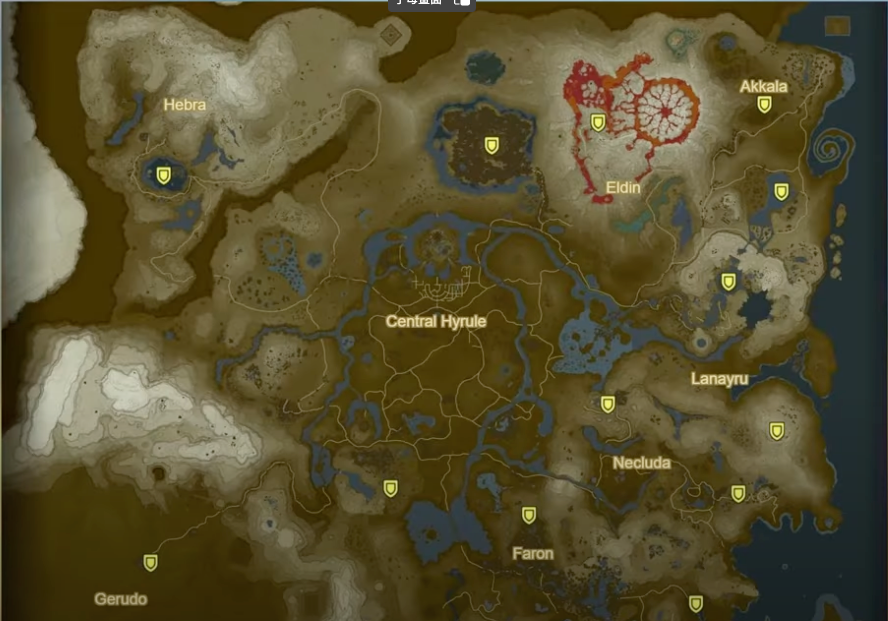 Hebra
Akkala
Eldin
Central Hyrule
Lanayru
Necluda
Faron
Gerudo